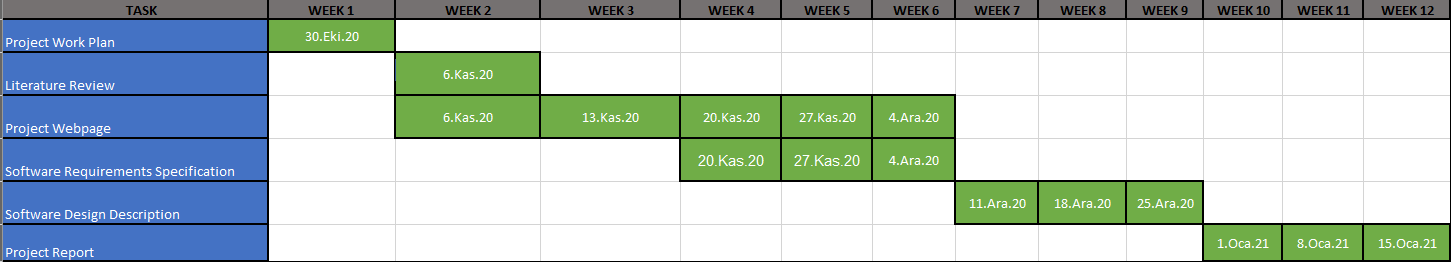 TASK WEEK 1 WEEK 2 WEEK 3 WEEK 4 WEEK 5 WEEK 6 WEEK 7 WEEK 8 WEEK 9 WEEK 10 WEEK 11 WEEK 12
Project Work Plan 30.Eki.20
Literature Review 6.Kas.20
Project Webpage 6.Kas.20 13.Kas.20 20.Kas.20 27.Kas.20 4.Ara.20
Software Requirements Specification 20.Kas.20 27.Kas.20 4.Ara.20
Software Design Description 11.Ara.20 18.Ara.20 25.Ara.20
Project Report 1.Oca.21 8.Oca.21 15.Oca.21